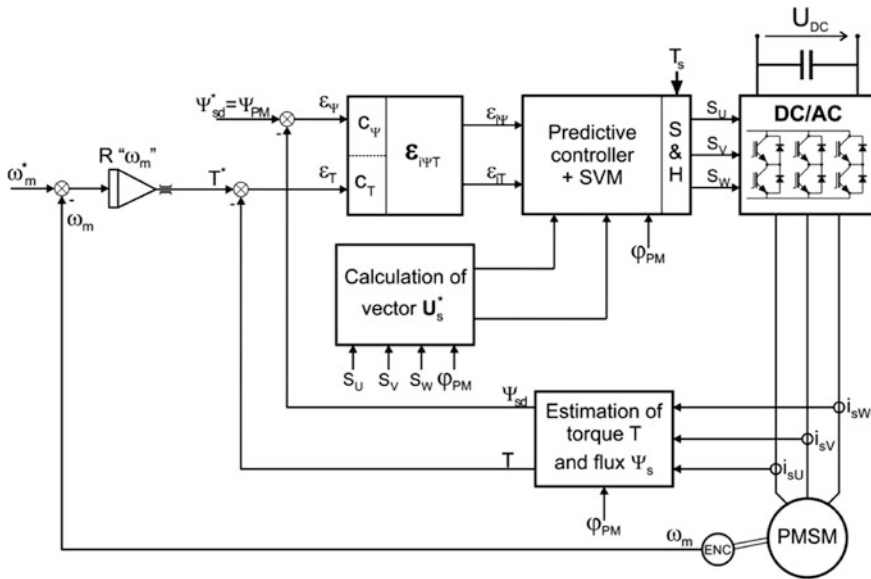 U_DC
T_s
Ψ*_sd=Ψ_PM
ε_Ψ
C_Ψ
ε_iΨT
ε_iΨ
Predictive
controller
+ SVM
S
&
H
S_U
S_V
S_W
DC/AC
R "ω_m"
ω*_m
ω_m
T*
ε_T
C_T
ε_iT
φ_PM
Calculation of
vector U*_s
S_U S_V S_W φ_PM
Ψ_sd
T
Estimation of
torque T
and flux Ψ_s
i_sW
i_sV
i_sU
φ_PM
ω_m
ENC
PMSM
-
-
-